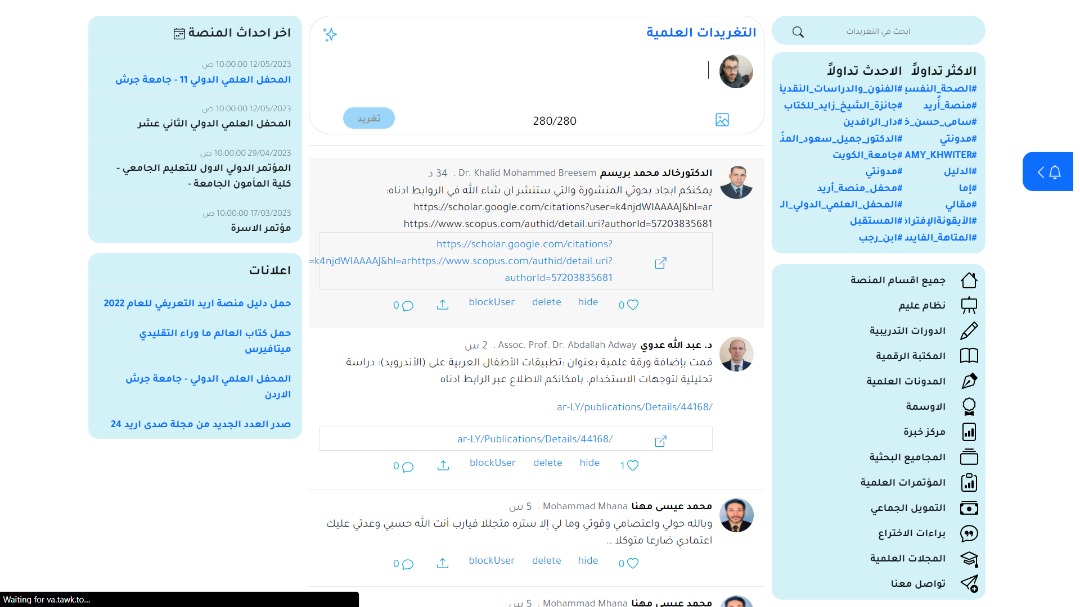 ابحث في التغريدات
الاكثر تداولاً
الاحدث تداولاً
#منصة_أريد
#جائزة_الشيخ_زايد_للكتاب
#دار_الرافدين
#مدونتي
#جامعة_الكويت
#الدليل
#مدونتي
#إما
#محفل_منصة_أريد
#مقالي
#المستقبل
#ابن_رجب
جميع اقسام المنصة
نظام عليم
الدورات التدريبية
المكتبة الرقمية
المدونات العلمية
الاوسمة
مركز خبرة
المجاميع البحثية
المؤتمرات العلمية
التمويل الجماعي
براءات الاختراع
المجلات العلمية
تواصل معنا
التغريدات العلمية
280/280
تغريد
الدكتورخالد محمد بريسم Dr. Khalid Mohammed Breesem . 34 د
يمكنكم ايجاد بحوثي المنشورة والتي ستنشر ان شاء الله في الروابط ادناه:
https://scholar.google.com/citations?user=k4njdWIAAAAJ&hl=ar
https://www.scopus.com/authid/detail.uri?authorId=57203835681
https://scholar.google.com/citations?
=k4njdWIAAAAJ&hl=arhttps://www.scopus.com/authid/detail.uri?
authorId=57203835681
0 hide delete blockUser 0
د. عبد الله عدوي Assoc. Prof. Dr. Abdallah Adway . 2 س
قمت بإضافة ورقة علمية بعنوان :تطبيقات الأطفال العربية على (الأندرويد): دراسة
تحليلية لتوجهات الاستخدام. بامكانكم الاطلاع عبر الرابط ادناه
ar-LY/publications/Details/44168/
ar-LY/Publications/Details/44168/
1 hide delete blockUser 0
محمد عيسى مهنا Mohammad Mhana . 5 س
وبالله حولي واعتصامي وقوتي وما لي إلا ستره متجللا فيارب أنت الله حسبي وعدتي عليك
اعتمادي ضارعا متوكلا ..
0 hide delete blockUser 0
محمد عيسى مهنا Mohammad Mhana . 5 س
اخر احداث المنصة
12/05/2023 10:00:00 ص
المحفل العلمي الدولي 11 - جامعة جرش
12/05/2023 10:00:00 ص
المحفل العلمي الدولي الثاني عشر
29/04/2023 10:00:00 ص
المؤتمر الدولي الاول للتعليم الجامعي -
كلية المأمون الجامعة -
17/03/2023 10:00:00 ص
مؤتمر الاسرة
اعلانات
حمل دليل منصة اريد التعريفي للعام 2022
حمل كتاب العالم ما وراء التقليدي
ميتافيرس
المحفل العلمي الدولي - جامعة جرش
الاردن
صدر العدد الجديد من مجلة صدى اريد 24
Waiting for va.tawk.to...